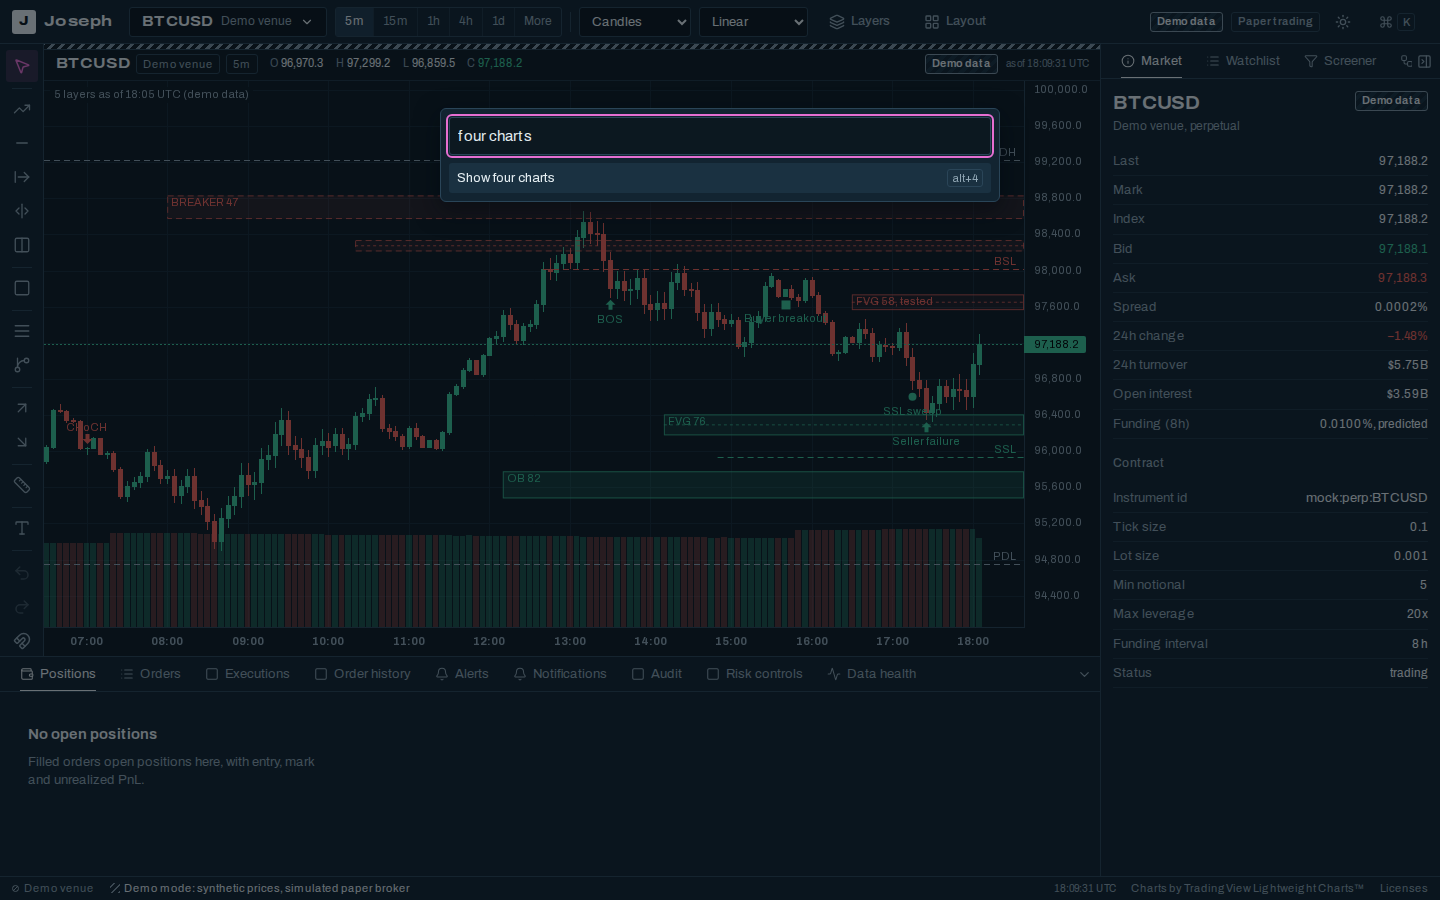 J Joseph BTCUSD Demo venue 5m 15m 1h 4h 1d More Candles Linear Layers Layout Demo data Paper trading ⌘ K
BTCUSD Demo venue 5m O 96,970.3 H 97,299.2 L 96,859.5 C 97,188.2 Demo data as of 18:09:31 UTC
5 layers as of 18:05 UTC (demo data)
four charts
Show four charts alt+4
BREAKER 47
BSL
FVG 58, tested
BOS
CHoCH
SSL sweep
FVG 76
Seller failure
SSL
OB 82
PDL
100,000.0
99,600.0
99,200.0
98,800.0
98,400.0
98,000.0
97,600.0
97,188.2
96,800.0
96,400.0
96,000.0
95,600.0
95,200.0
94,800.0
94,400.0
07:00 08:00 09:00 10:00 11:00 12:00 13:00 14:00 15:00 16:00 17:00 18:00
Market Watchlist Screener
BTCUSD Demo data
Demo venue, perpetual
Last 97,188.2
Mark 97,188.2
Index 97,188.2
Bid 97,188.1
Ask 97,188.3
Spread 0.0002%
24h change −1.48%
24h turnover $5.75B
Open interest $3.59B
Funding (8h) 0.0100%, predicted
Contract
Instrument id mock:perp:BTCUSD
Tick size 0.1
Lot size 0.001
Min notional 5
Max leverage 20x
Funding interval 8h
Status trading
Positions Orders Executions Order history Alerts Notifications Audit Risk controls Data health
No open positions
Filled orders open positions here, with entry, mark
and unrealized PnL.
Demo venue Demo mode: synthetic prices, simulated paper broker 18:09:31 UTC Charts by TradingView Lightweight Charts™ Licenses